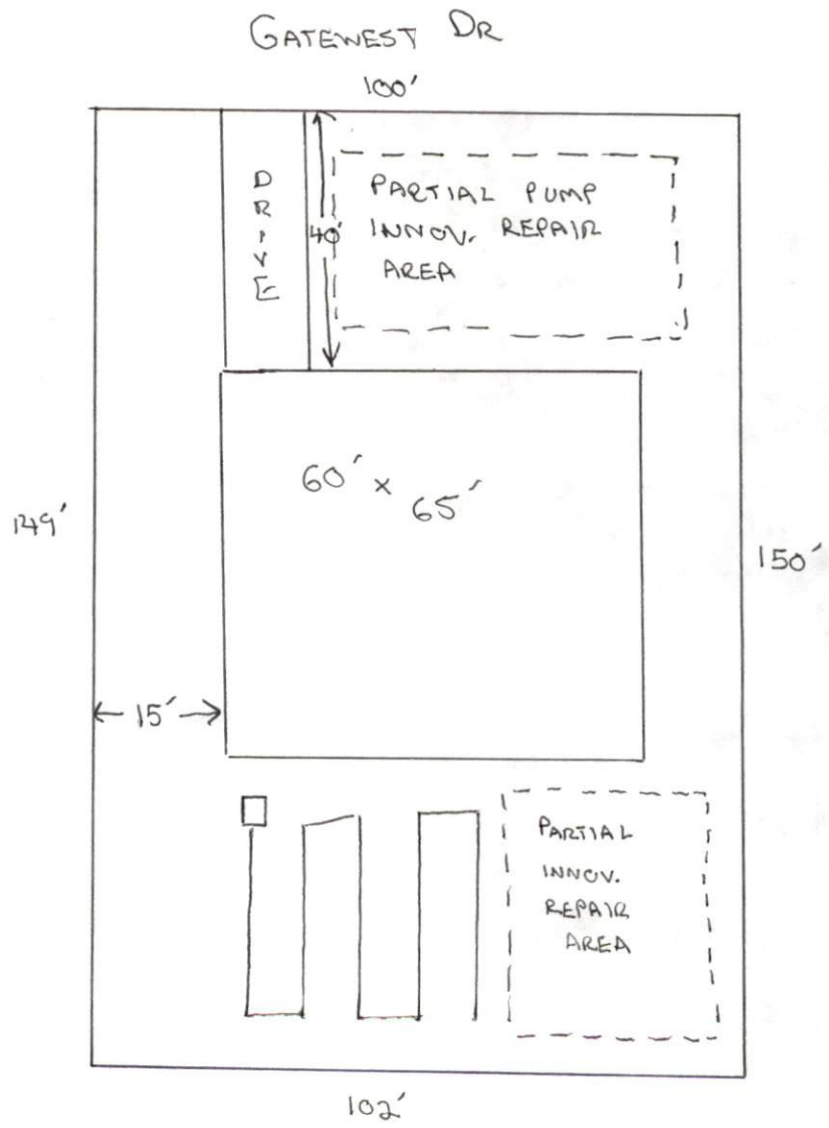 GATEWEST DR
100'
DRIVE
40'
PARTIAL PUMP
INNOV. REPAIR
AREA
60' x 65'
149'
150'
15'
PARTIAL
INNOV.
REPAIR
AREA
102'